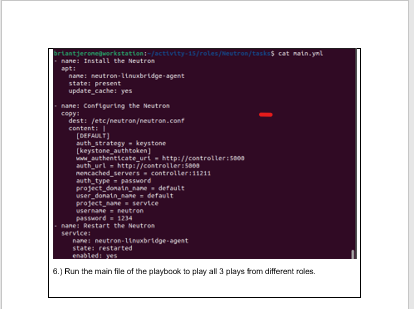 briantjerome@workstation:~/activity-13/roles/Neutron/tasks$ cat main.yml
- name: Install the Neutron
apt:
name: neutron-linuxbridge-agent
state: present
update_cache: yes
- name: Configuring the Neutron
copy:
dest: /etc/neutron/neutron.conf
content: |
[DEFAULT]
auth_strategy = keystone
[keystone_authtoken]
www_authenticate_uri = http://controller:5000
auth_url = http://controller:5000
memcached_servers = controller:11211
auth_type = password
project_domain_name = default
user_domain_name = default
project_name = service
username = neutron
password = 1234
- name: Restart the Neutron
service:
name: neutron-linuxbridge-agent
state: restarted
enabled: yes
6.) Run the main file of the playbook to play all 3 plays from different roles.